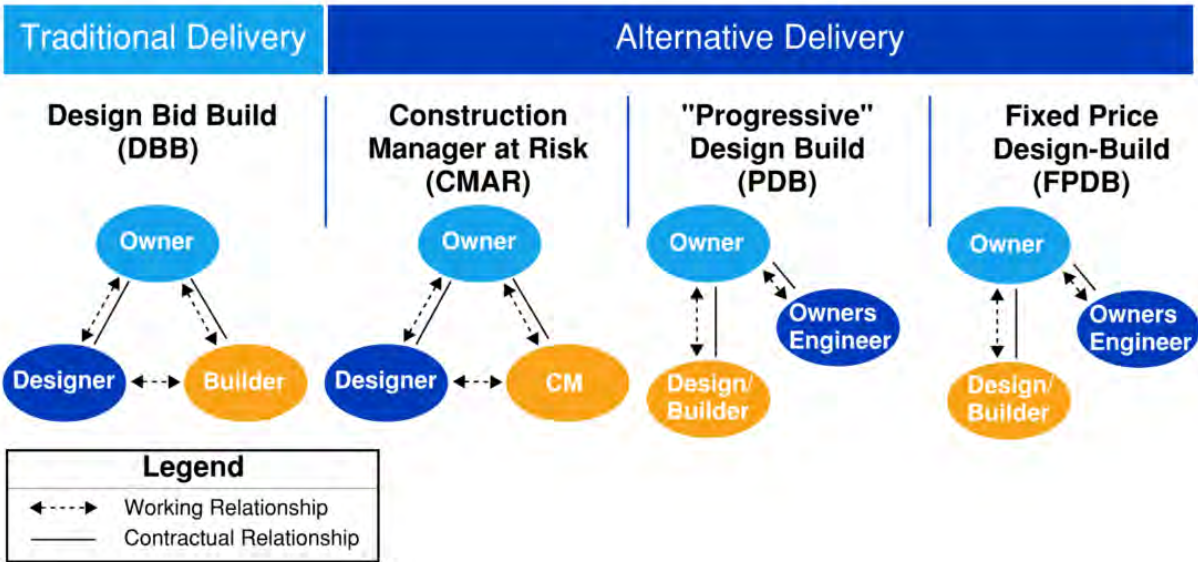 Traditional Delivery
Alternative Delivery
Design Bid Build
(DBB)
Construction
Manager at Risk
(CMAR)
"Progressive"
Design Build
(PDB)
Fixed Price
Design-Build
(FPDB)
Owner
Designer
Builder
Owner
Designer
CM
Owner
Owners
Engineer
Design/
Builder
Owner
Owners
Engineer
Design/
Builder
Legend
Working Relationship
Contractual Relationship